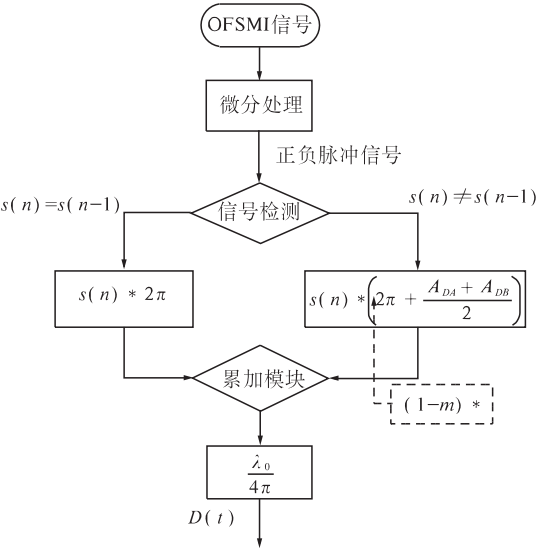 OFSMI信号
微分处理
正负脉冲信号
s(n)=s(n-1)
信号检测
s(n)≠s(n-1)
s(n)*2π
s(n)*(2π+(A_DA+A_DB)/2)
累加模块
(1-m)*
λ₀/4π
D(t)